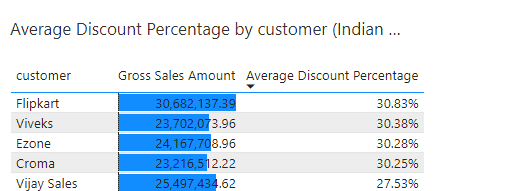 Average Discount Percentage by customer (Indian ...
customer Gross Sales Amount Average Discount Percentage
Flipkart 30,682,137.39 30.83%
Viveks 23,702,073.96 30.38%
Ezone 24,167,708.96 30.28%
Croma 23,216,512.22 30.25%
Vijay Sales 25,497,434.62 27.53%